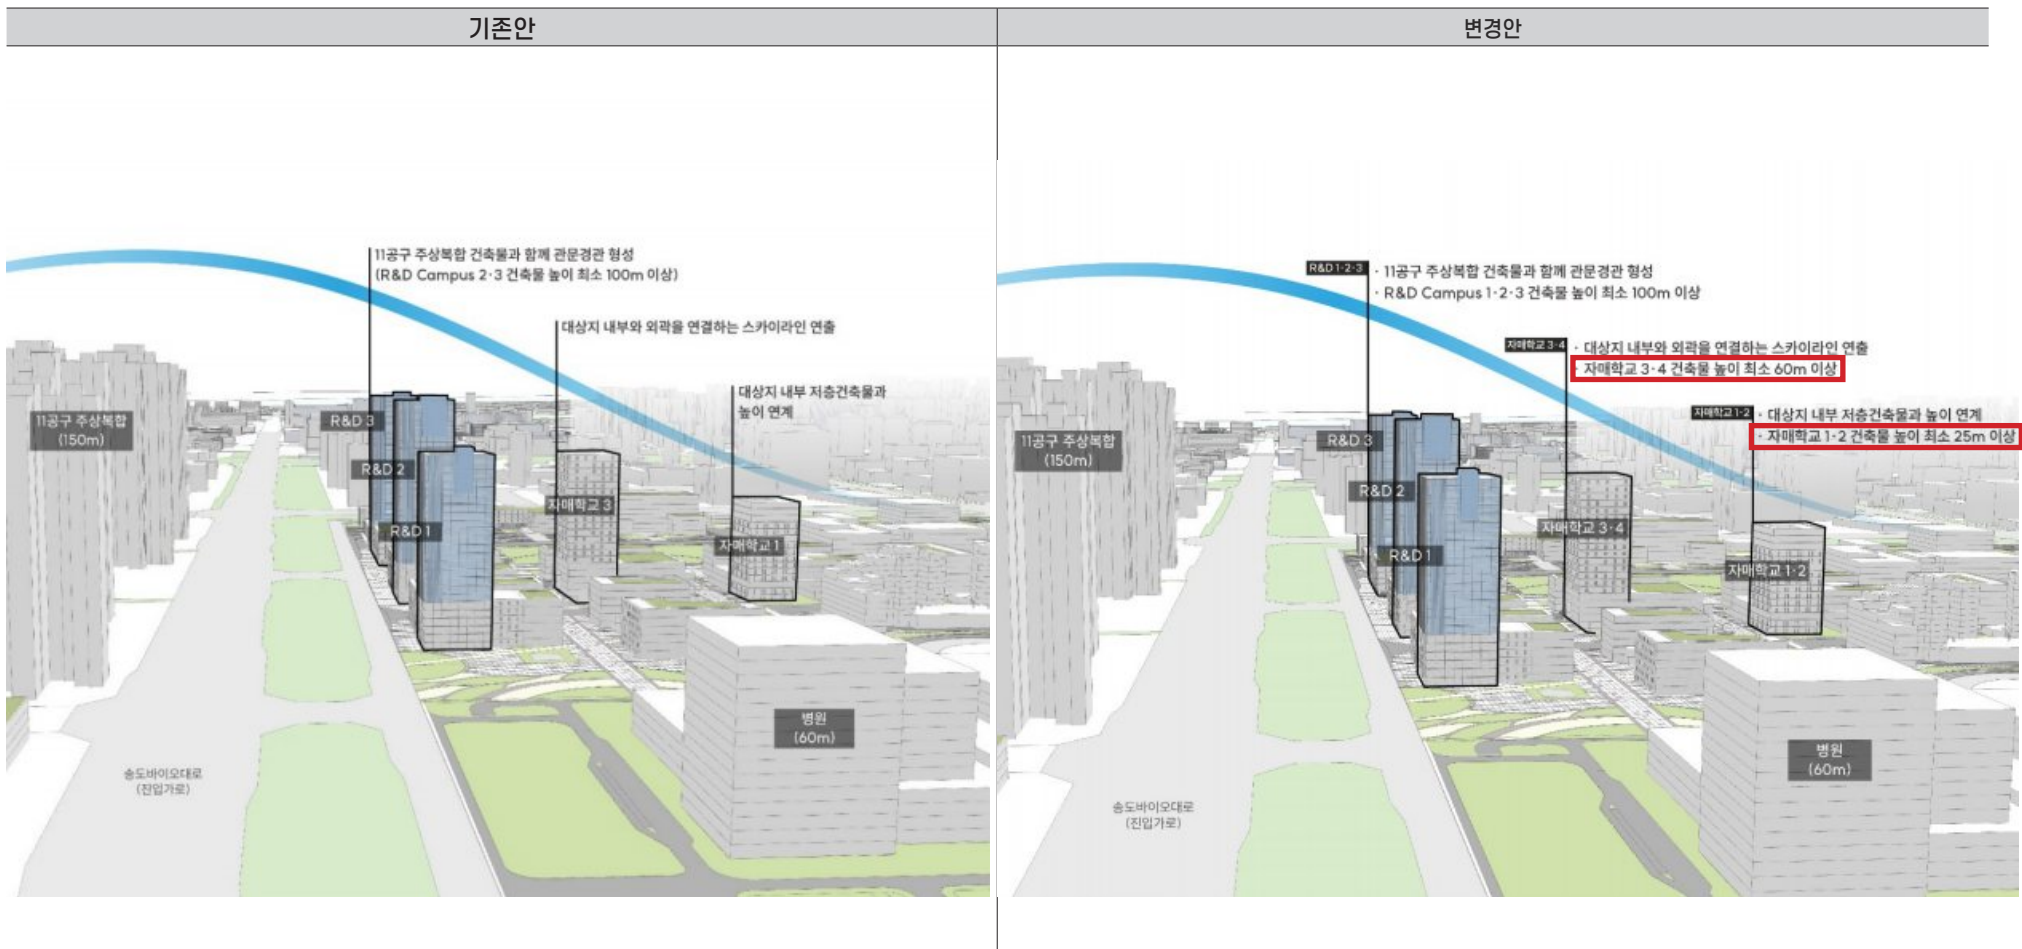 기존안
11공구 주상복합 건축물과 함께 관문경관 형성
(R&D Campus 2·3 건축물 높이 최소 100m 이상)
대상지 내부와 외곽을 연결하는 스카이라인 연출
대상지 내부 저층건축물과
높이 연계
11공구 주상복합
(150m)
R&D 3
R&D 2
R&D 1
자매학교 3
자매학교 1
병원
(60m)
송도바이오대로
(진입가로)
변경안
R&D 1·2·3
· 11공구 주상복합 건축물과 함께 관문경관 형성
· R&D Campus 1·2·3 건축물 높이 최소 100m 이상
자매학교 3·4
· 대상지 내부와 외곽을 연결하는 스카이라인 연출
· 자매학교 3·4 건축물 높이 최소 60m 이상
자매학교 1·2
· 대상지 내부 저층건축물과 높이 연계
· 자매학교 1·2 건축물 높이 최소 25m 이상
11공구 주상복합
(150m)
R&D 3
R&D 2
R&D 1
자매학교 3·4
자매학교 1·2
병원
(60m)
송도바이오대로
(진입가로)